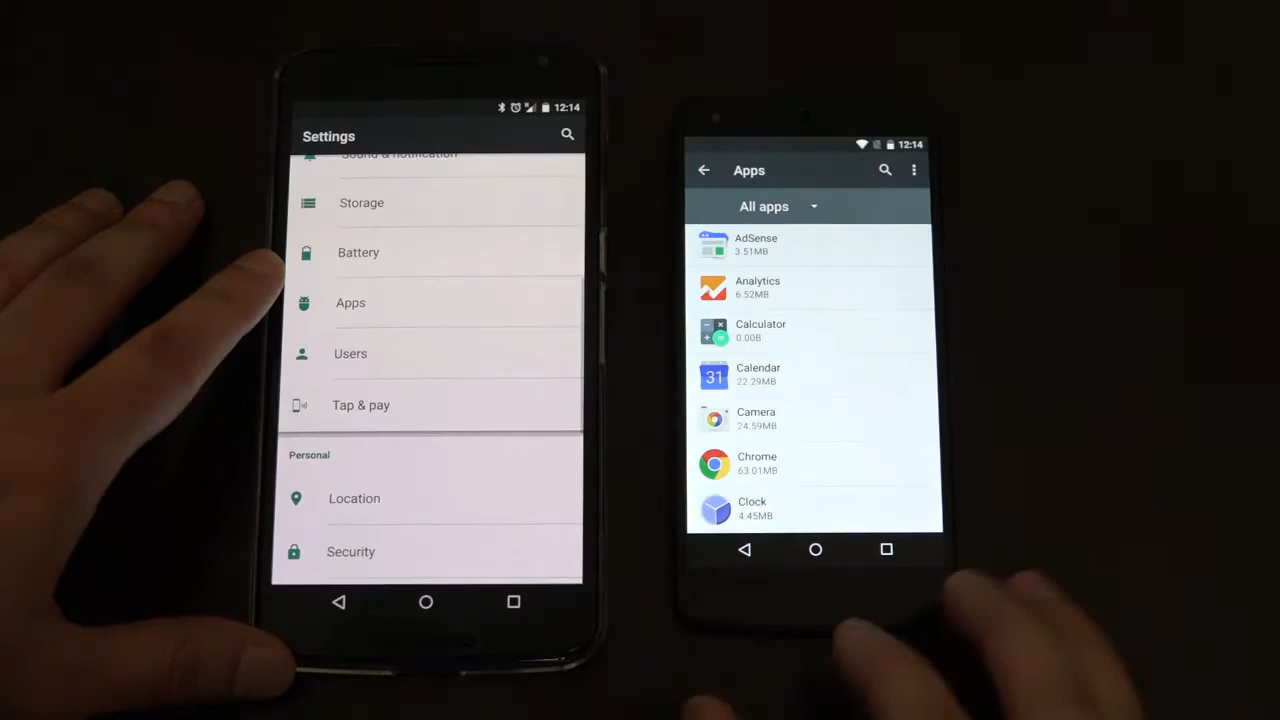 12:14
Settings
Sound & notification
Storage
Battery
Apps
Users
Tap & pay
Personal
Location
Security
12:14
Apps
All apps
AdSense
3.51MB
Analytics
6.52MB
Calculator
0.00B
31
Calendar
22.29MB
Camera
24.59MB
Chrome
63.01MB
Clock
4.45MB